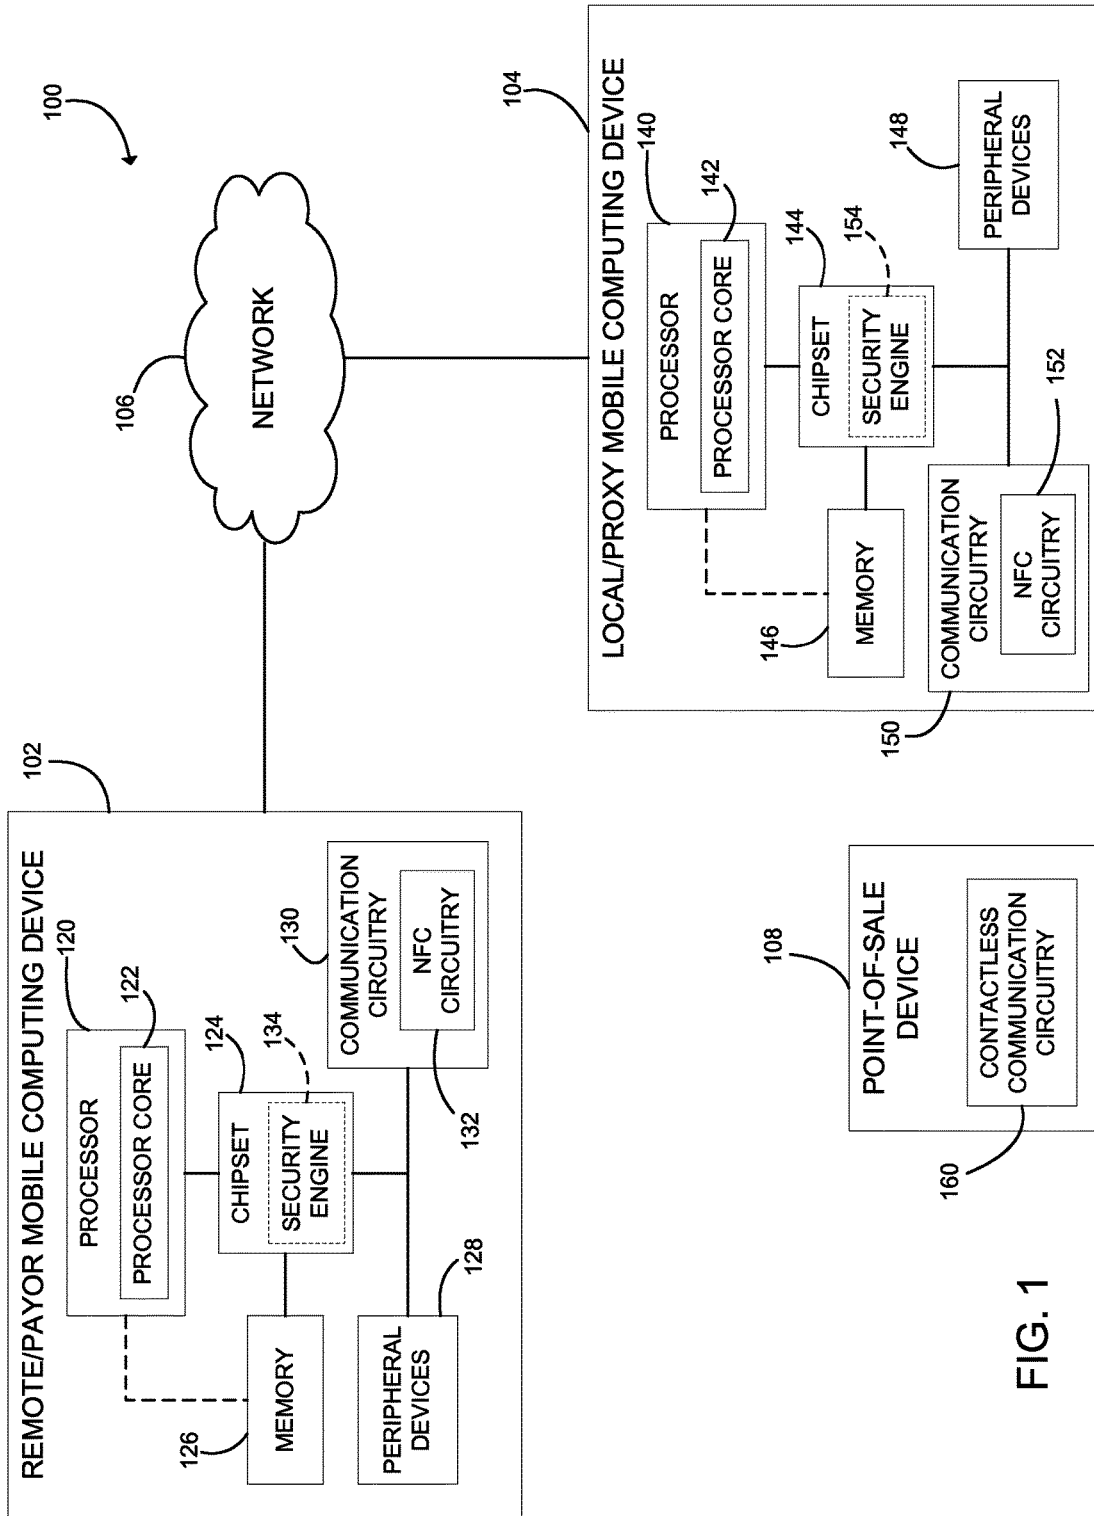 100
REMOTE/PAYOR MOBILE COMPUTING DEVICE
102
PROCESSOR
120
PROCESSOR CORE
122
CHIPSET
124
SECURITY
ENGINE
134
MEMORY
126
COMMUNICATION
CIRCUITRY
130
NFC
CIRCUITRY
132
PERIPHERAL
DEVICES
128
NETWORK
106
LOCAL/PROXY MOBILE COMPUTING DEVICE
104
PROCESSOR
140
PROCESSOR CORE
142
CHIPSET
144
SECURITY
ENGINE
154
MEMORY
146
COMMUNICATION
CIRCUITRY
150
NFC
CIRCUITRY
152
PERIPHERAL
DEVICES
148
POINT-OF-SALE
DEVICE
108
CONTACTLESS
COMMUNICATION
CIRCUITRY
160
FIG. 1